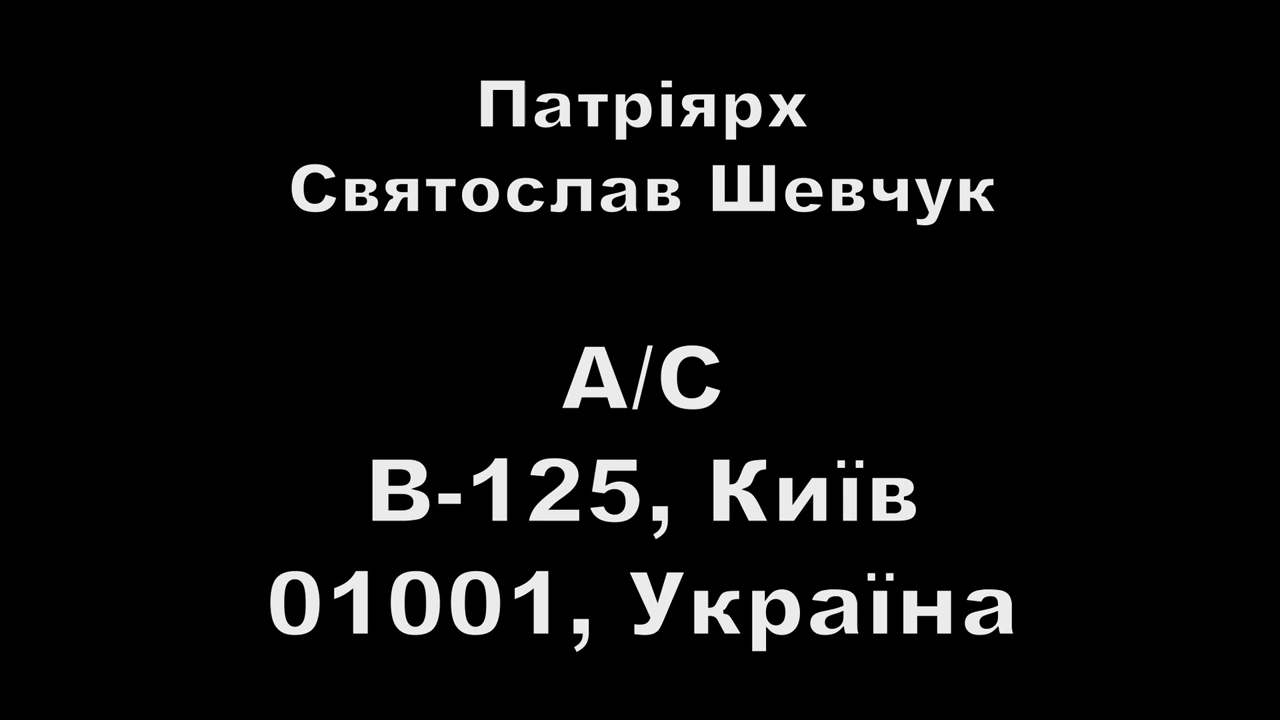 Патріярх
Святослав Шевчук
А/С
В-125, Київ
01001, Україна